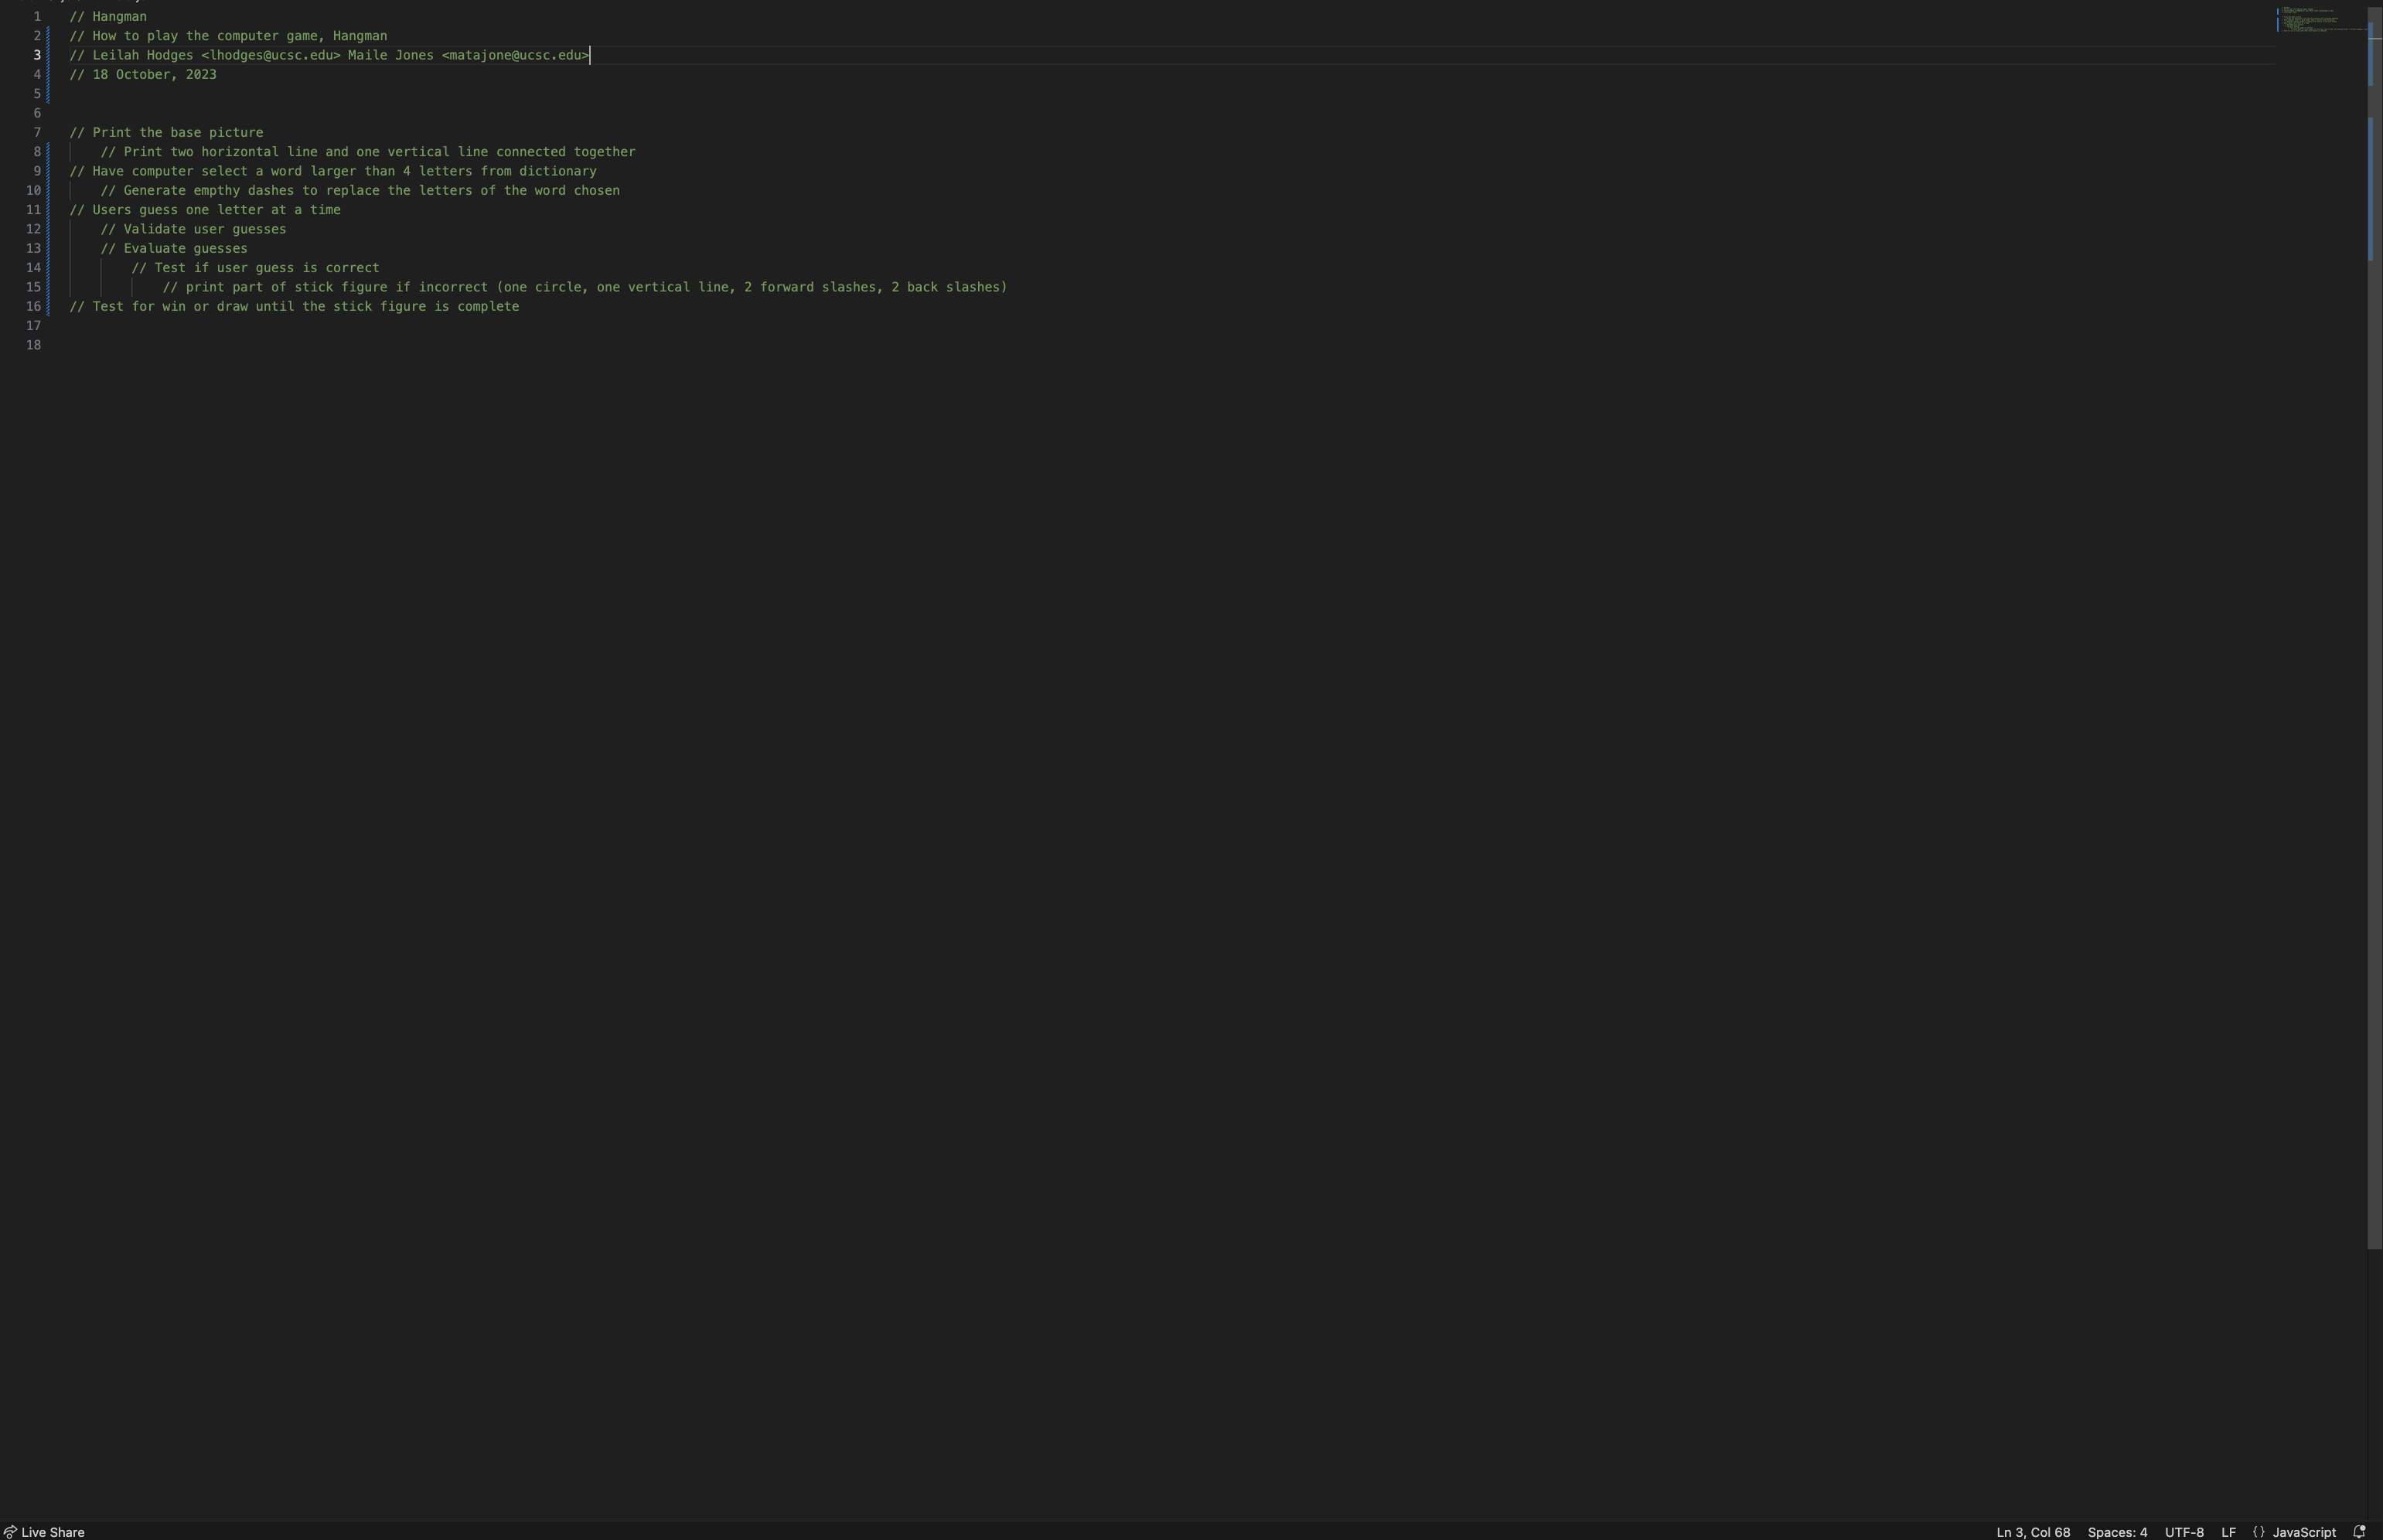 1 // Hangman
2 // How to play the computer game, Hangman
3 // Leilah Hodges <lhodges@ucsc.edu> Maile Jones <matajone@ucsc.edu>
4 // 18 October, 2023
5
6
7 // Print the base picture
8 // Print two horizontal line and one vertical line connected together
9 // Have computer select a word larger than 4 letters from dictionary
10 // Generate empthy dashes to replace the letters of the word chosen
11 // Users guess one letter at a time
12 // Validate user guesses
13 // Evaluate guesses
14 // Test if user guess is correct
15 // print part of stick figure if incorrect (one circle, one vertical line, 2 forward slashes, 2 back slashes)
16 // Test for win or draw until the stick figure is complete
17
18
Live Share Ln 3, Col 68 Spaces: 4 UTF-8 LF {} JavaScript